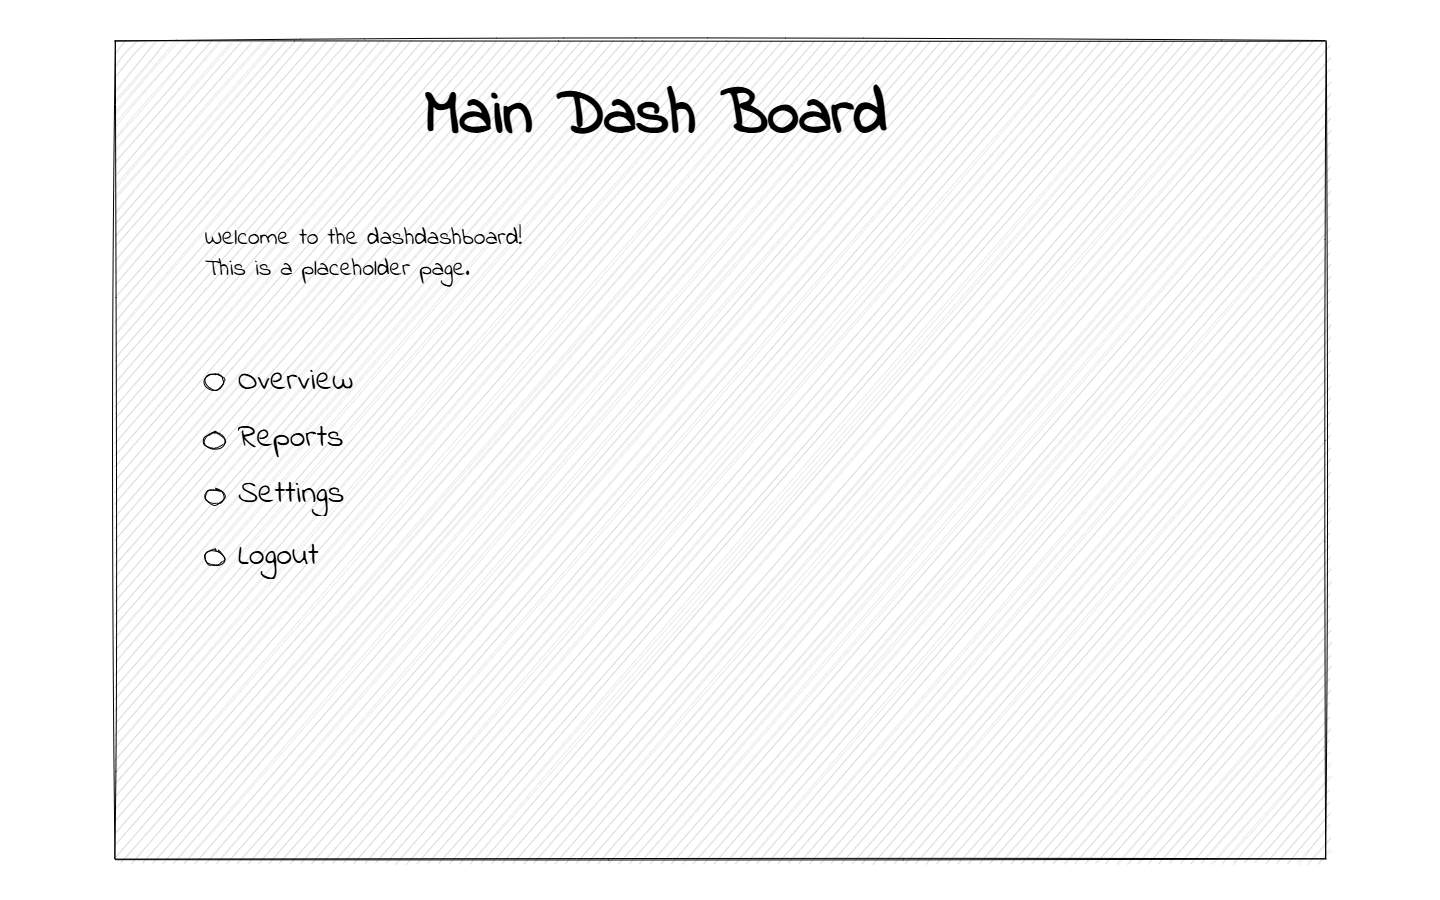 Main Dash Board
Welcome to the dashdashboard!
This is a placeholder page.
Overview
Reports
Settings
Logout